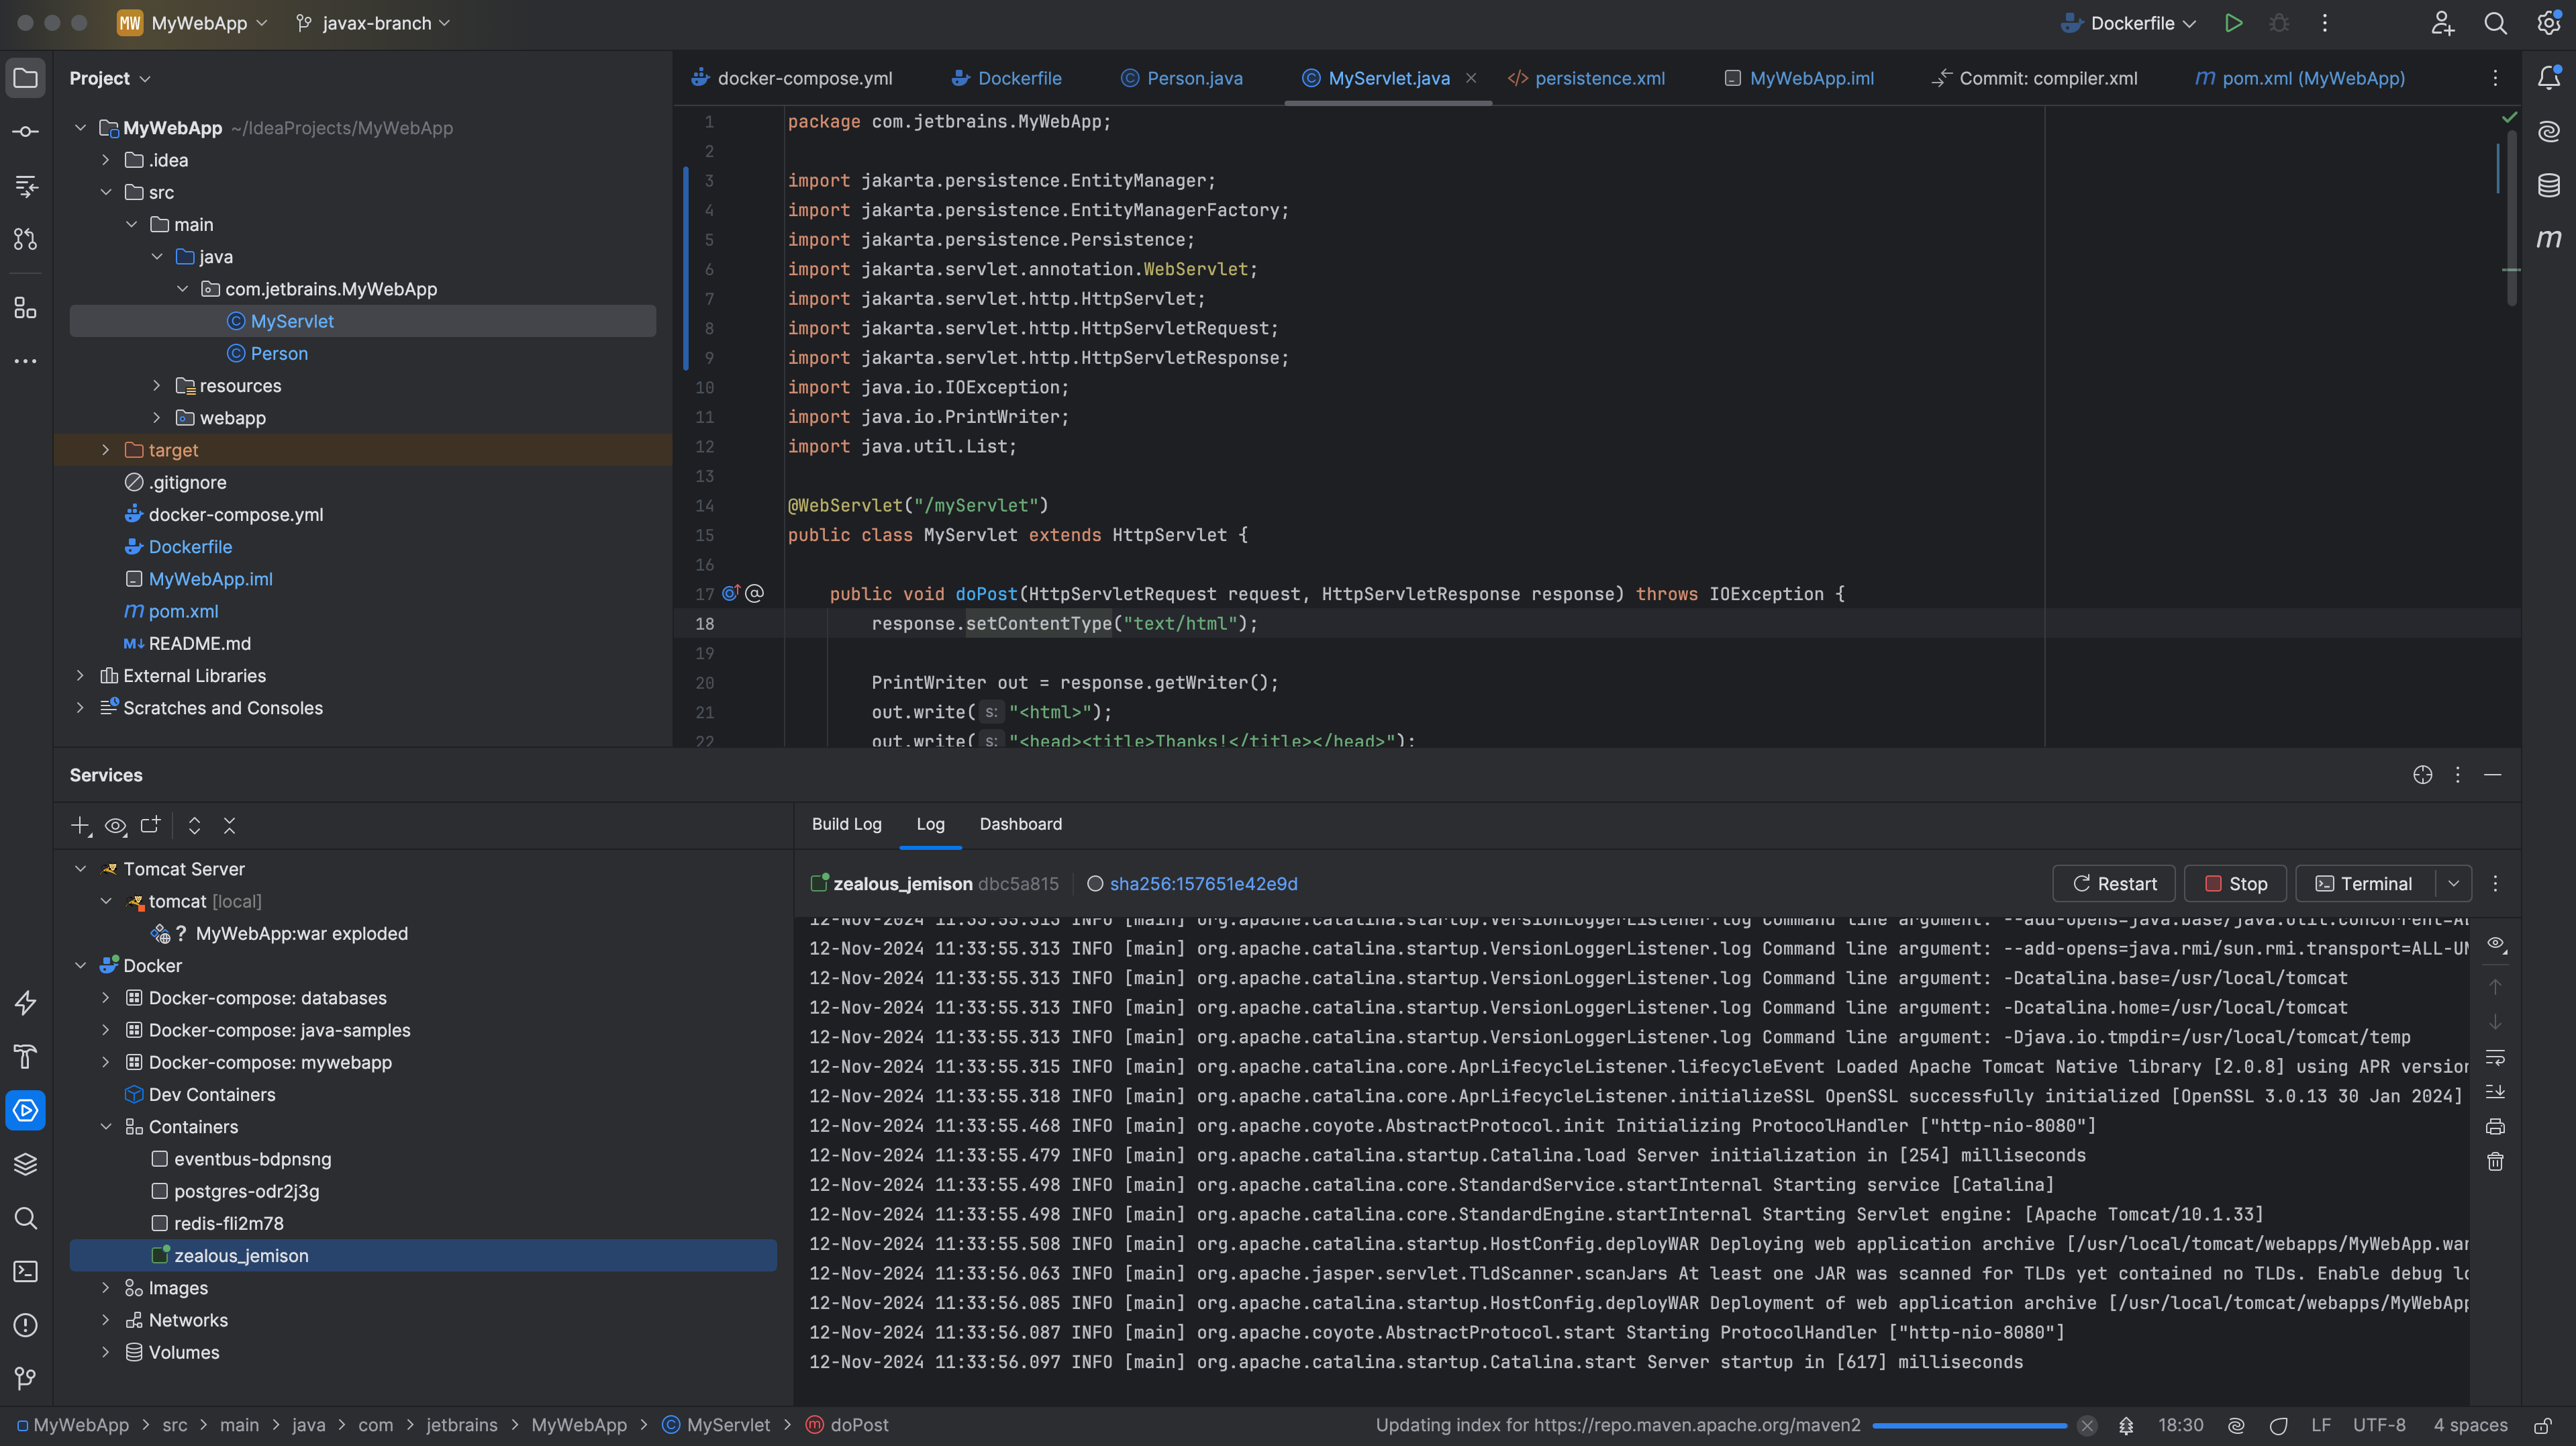 MW MyWebApp javax-branch Dockerfile
Project
MyWebApp ~/IdeaProjects/MyWebApp
.idea
src
main
java
com.jetbrains.MyWebApp
MyServlet
Person
resources
webapp
target
.gitignore
docker-compose.yml
Dockerfile
MyWebApp.iml
pom.xml
README.md
External Libraries
Scratches and Consoles
docker-compose.yml Dockerfile Person.java MyServlet.java persistence.xml MyWebApp.iml Commit: compiler.xml pom.xml (MyWebApp)
1 package com.jetbrains.MyWebApp;
2
3 import jakarta.persistence.EntityManager;
4 import jakarta.persistence.EntityManagerFactory;
5 import jakarta.persistence.Persistence;
6 import jakarta.servlet.annotation.WebServlet;
7 import jakarta.servlet.http.HttpServlet;
8 import jakarta.servlet.http.HttpServletRequest;
9 import jakarta.servlet.http.HttpServletResponse;
10 import java.io.IOException;
11 import java.io.PrintWriter;
12 import java.util.List;
13
14 @WebServlet("/myServlet")
15 public class MyServlet extends HttpServlet {
16
17 public void doPost(HttpServletRequest request, HttpServletResponse response) throws IOException {
18 response.setContentType("text/html");
19
20 PrintWriter out = response.getWriter();
21 out.write( s: "<html>");
22 out.write( s: "<head><title>Thanks!</title></head>");
Services
Tomcat Server
tomcat [local]
? MyWebApp:war exploded
Docker
Docker-compose: databases
Docker-compose: java-samples
Docker-compose: mywebapp
Dev Containers
Containers
eventbus-bdpnsng
postgres-odr2j3g
redis-fli2m78
zealous_jemison
Images
Networks
Volumes
Build Log Log Dashboard
zealous_jemison dbc5a815 sha256:157651e42e9d Restart Stop Terminal
12-Nov-2024 11:33:55.313 INFO [main] org.apache.catalina.startup.VersionLoggerListener.log Command line argument: --add-opens=java.base/java.util.concurrent=AL
12-Nov-2024 11:33:55.313 INFO [main] org.apache.catalina.startup.VersionLoggerListener.log Command line argument: --add-opens=java.rmi/sun.rmi.transport=ALL-UN
12-Nov-2024 11:33:55.313 INFO [main] org.apache.catalina.startup.VersionLoggerListener.log Command line argument: -Dcatalina.base=/usr/local/tomcat
12-Nov-2024 11:33:55.313 INFO [main] org.apache.catalina.startup.VersionLoggerListener.log Command line argument: -Dcatalina.home=/usr/local/tomcat
12-Nov-2024 11:33:55.313 INFO [main] org.apache.catalina.startup.VersionLoggerListener.log Command line argument: -Djava.io.tmpdir=/usr/local/tomcat/temp
12-Nov-2024 11:33:55.315 INFO [main] org.apache.catalina.core.AprLifecycleListener.lifecycleEvent Loaded Apache Tomcat Native library [2.0.8] using APR version
12-Nov-2024 11:33:55.318 INFO [main] org.apache.catalina.core.AprLifecycleListener.initializeSSL OpenSSL successfully initialized [OpenSSL 3.0.13 30 Jan 2024]
12-Nov-2024 11:33:55.468 INFO [main] org.apache.coyote.AbstractProtocol.init Initializing ProtocolHandler ["http-nio-8080"]
12-Nov-2024 11:33:55.479 INFO [main] org.apache.catalina.startup.Catalina.load Server initialization in [254] milliseconds
12-Nov-2024 11:33:55.498 INFO [main] org.apache.catalina.core.StandardService.startInternal Starting service [Catalina]
12-Nov-2024 11:33:55.498 INFO [main] org.apache.catalina.core.StandardEngine.startInternal Starting Servlet engine: [Apache Tomcat/10.1.33]
12-Nov-2024 11:33:55.508 INFO [main] org.apache.catalina.startup.HostConfig.deployWAR Deploying web application archive [/usr/local/tomcat/webapps/MyWebApp.war
12-Nov-2024 11:33:56.063 INFO [main] org.apache.jasper.servlet.TldScanner.scanJars At least one JAR was scanned for TLDs yet contained no TLDs. Enable debug lo
12-Nov-2024 11:33:56.085 INFO [main] org.apache.catalina.startup.HostConfig.deployWAR Deployment of web application archive [/usr/local/tomcat/webapps/MyWebApp
12-Nov-2024 11:33:56.087 INFO [main] org.apache.coyote.AbstractProtocol.start Starting ProtocolHandler ["http-nio-8080"]
12-Nov-2024 11:33:56.097 INFO [main] org.apache.catalina.startup.Catalina.start Server startup in [617] milliseconds
MyWebApp > src > main > java > com > jetbrains > MyWebApp > MyServlet > doPost Updating index for https://repo.maven.apache.org/maven2 18:30 LF UTF-8 4 spaces